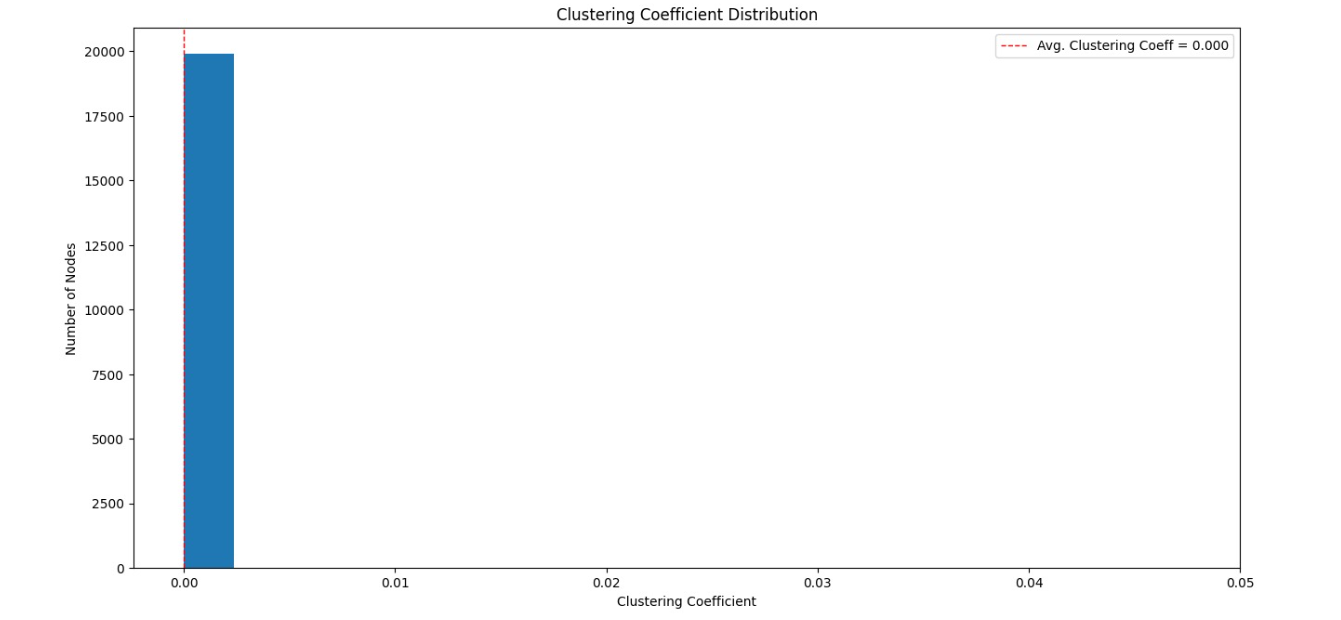 Clustering Coefficient Distribution
Avg. Clustering Coeff = 0.000
20000
17500
15000
12500
10000
7500
5000
2500
0
Number of Nodes
0.00 0.01 0.02 0.03 0.04 0.05
Clustering Coefficient